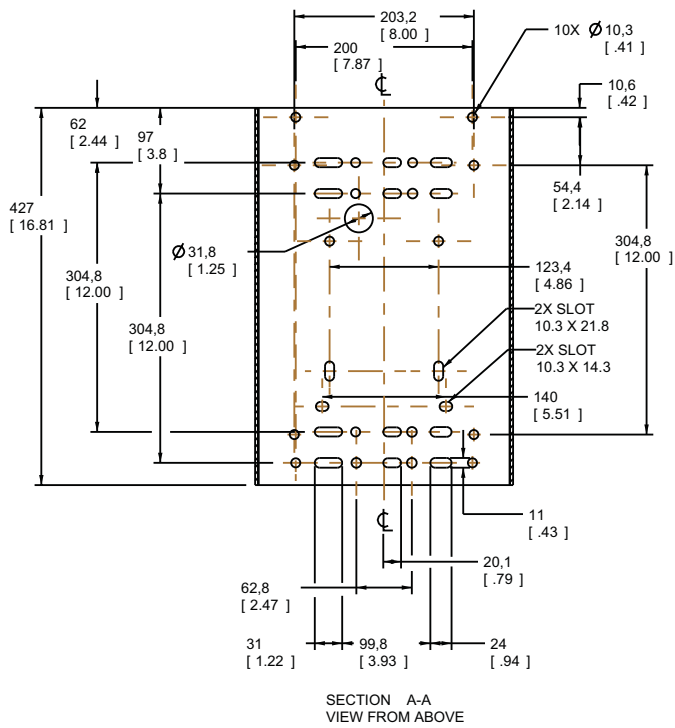 203,2
[ 8.00 ]
200
[ 7.87 ]
10X Ø 10,3
[ .41 ]
℄
10,6
[ .42 ]
62
[ 2.44 ]
97
[ 3.8 ]
54,4
[ 2.14 ]
427
[ 16.81 ]
304,8
[ 12.00 ]
Ø 31,8
[ 1.25 ]
304,8
[ 12.00 ]
123,4
[ 4.86 ]
304,8
[ 12.00 ]
2X SLOT
10.3 X 21.8
2X SLOT
10.3 X 14.3
140
[ 5.51 ]
11
[ .43 ]
℄
20,1
[ .79 ]
62,8
[ 2.47 ]
31
[ 1.22 ]
99,8
[ 3.93 ]
24
[ .94 ]
SECTION A-A
VIEW FROM ABOVE